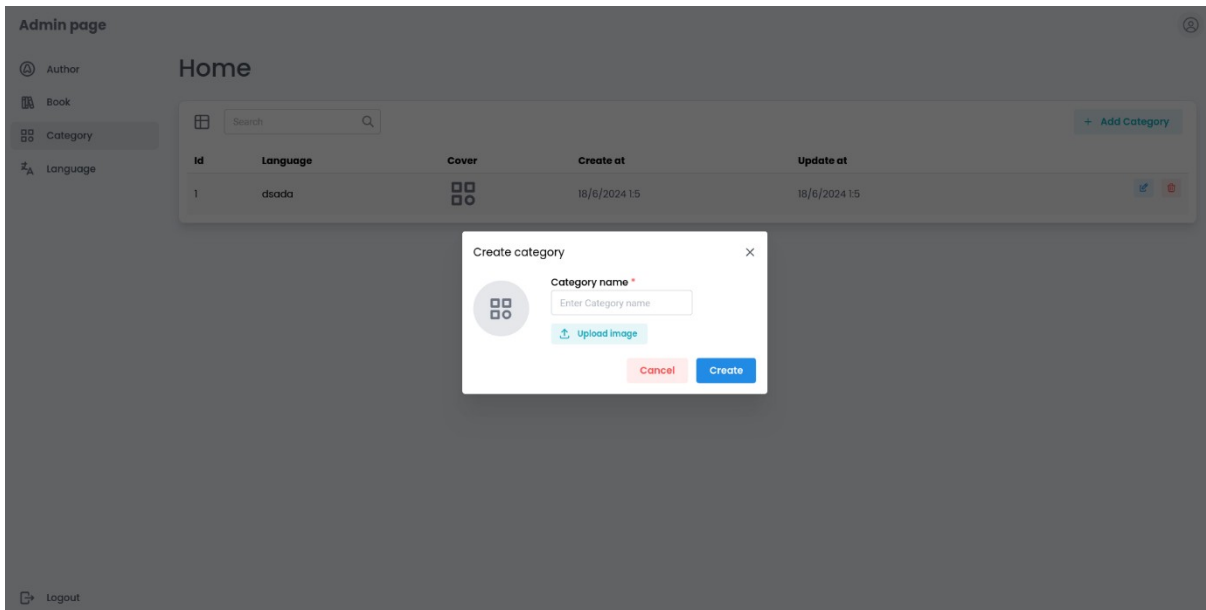 Admin page
Author
Book
Category
Language
Logout
Home
Search
+ Add Category
Id Language Cover Create at Update at
1 dsada 18/6/2024 1:5 18/6/2024 1:5
Create category
Category name *
Enter Category name
Upload image
Cancel Create